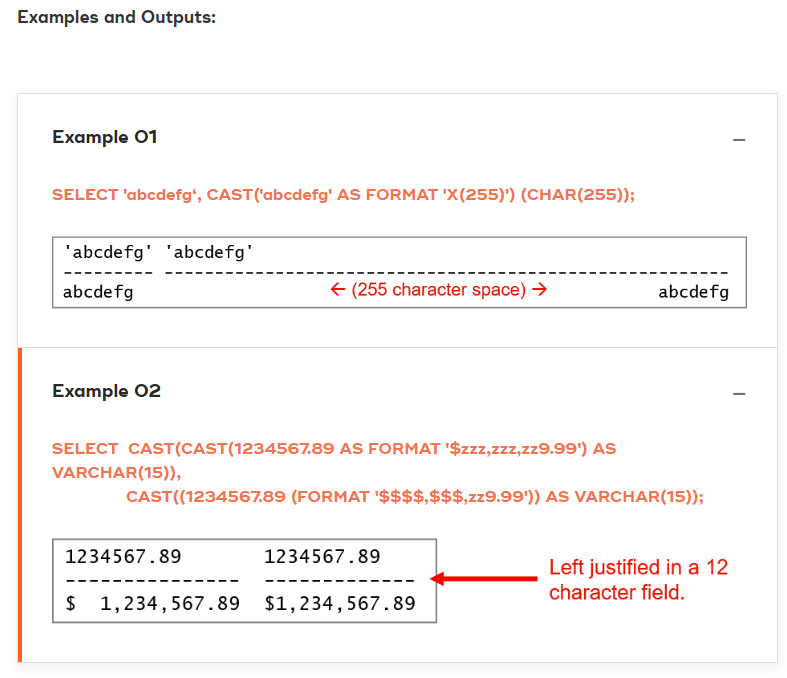 Examples and Outputs:
Example 01
SELECT 'abcdefg‘, CAST('abcdefg' AS FORMAT 'X(255)') (CHAR(255));
'abcdefg' 'abcdefg'
--------- ---------------------------------------------------------
abcdefg ← (255 character space) → abcdefg
Example 02
SELECT CAST(CAST(1234567.89 AS FORMAT '$zzz,zzz,zz9.99') AS
VARCHAR(15)),
CAST((1234567.89 (FORMAT '$$$$,$$$,zz9.99')) AS VARCHAR(15));
1234567.89 1234567.89
--------------- -------------
$ 1,234,567.89 $1,234,567.89
Left justified in a 12
character field.